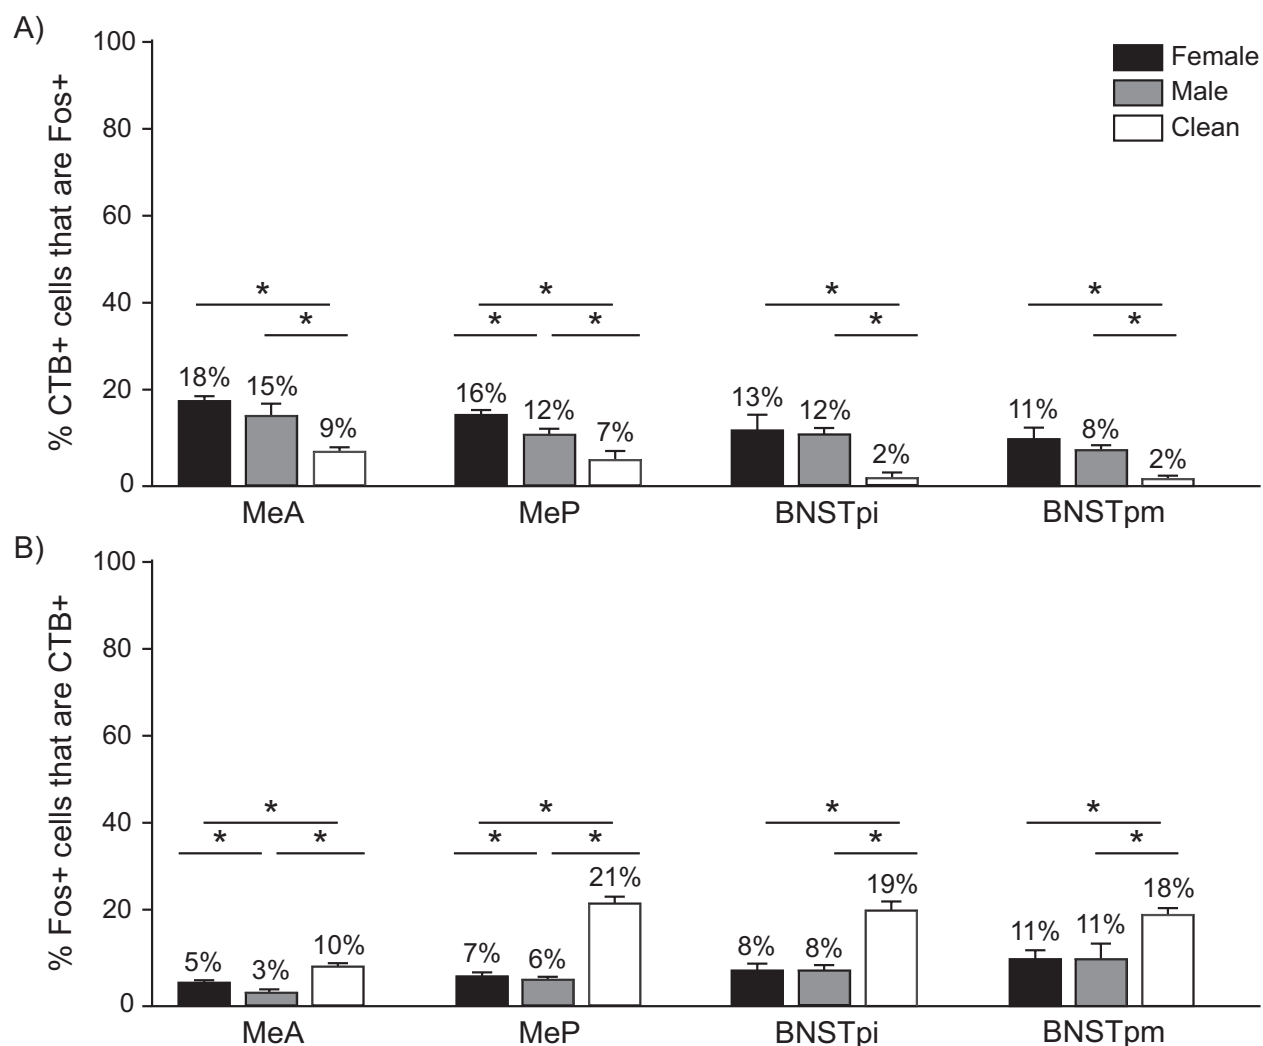 A)
% CTB+ cells that are Fos+
100
80
60
40
20
0
Female
Male
Clean
* * * *
* * * * *
18% 15% 9% 16% 12% 7% 13% 12% 2% 11% 8% 2%
MeA MeP BNSTpi BNSTpm
B)
% Fos+ cells that are CTB+
100
80
60
40
20
0
* * * *
* * * * * *
5% 3% 10% 7% 6% 21% 8% 8% 19% 11% 11% 18%
MeA MeP BNSTpi BNSTpm